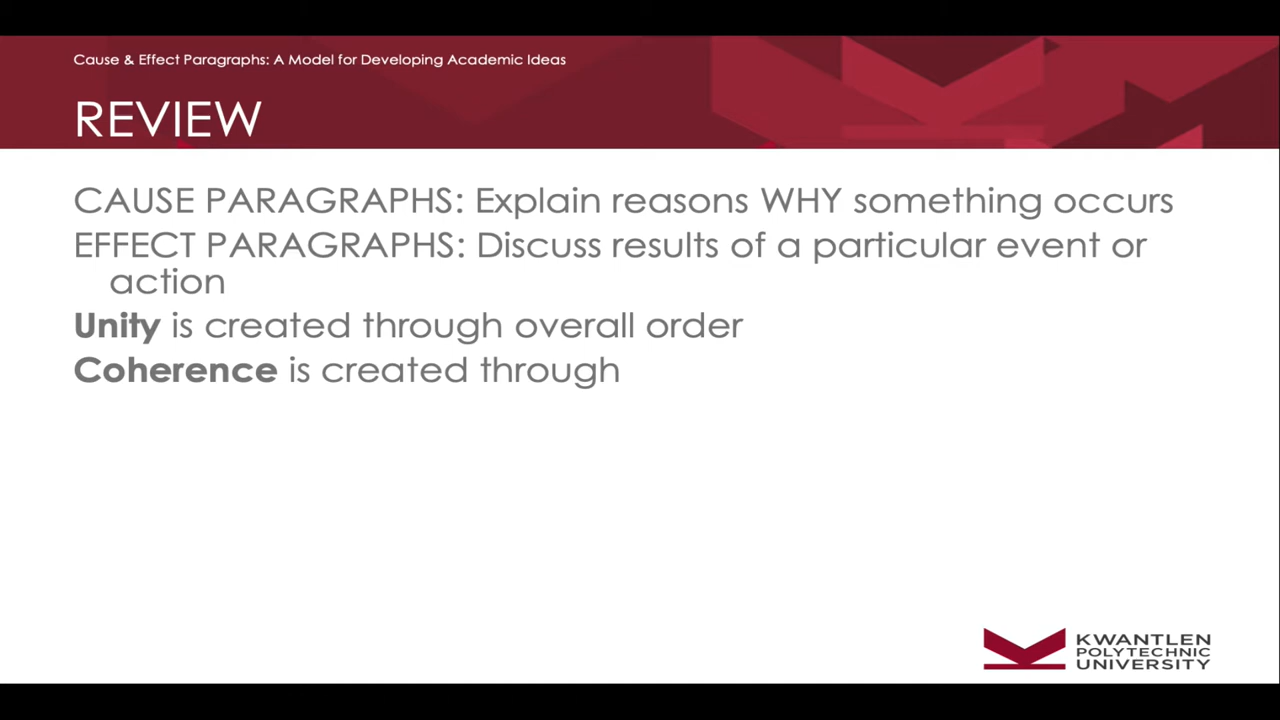 Cause & Effect Paragraphs: A Model for Developing Academic Ideas
REVIEW
CAUSE PARAGRAPHS: Explain reasons WHY something occurs
EFFECT PARAGRAPHS: Discuss results of a particular event or
action
Unity is created through overall order
Coherence is created through
KWANTLEN
POLYTECHNIC
UNIVERSITY